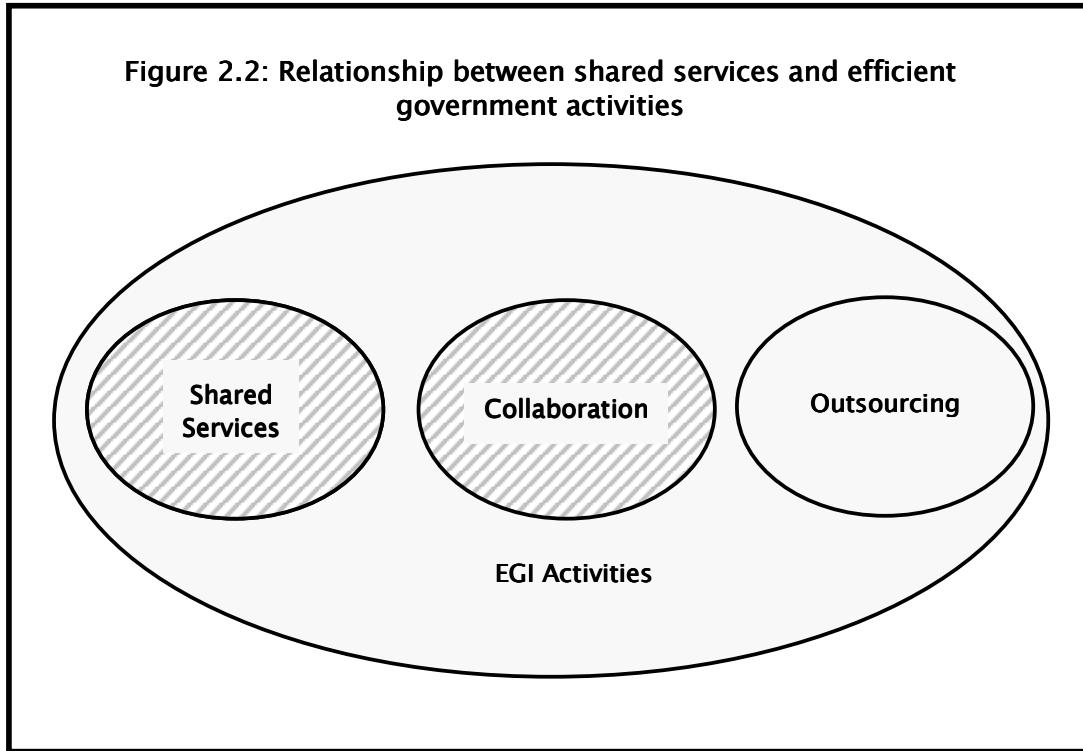 Figure 2.2: Relationship between shared services and efficient
government activities
Shared
Services
Collaboration
Outsourcing
EGI Activities